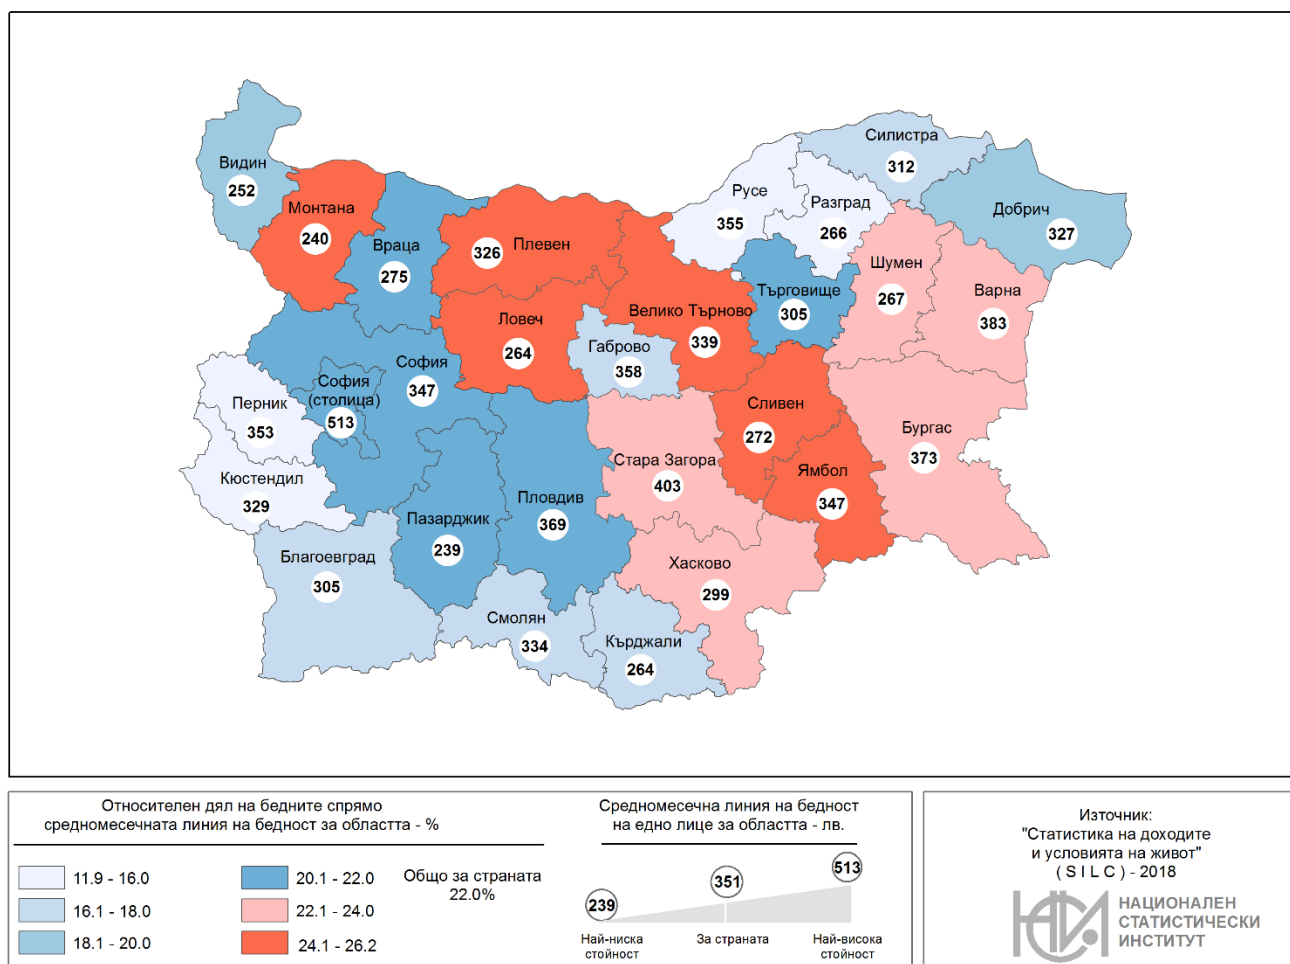 Видин
252
Монтана
240
Враца
275
Плевен
326
Ловеч
264
Велико Търново
339
Габрово
358
Русе
355
Разград
266
Силистра
312
Добрич
327
Търговище
305
Шумен
267
Варна
383
София
347
София
(столица)
513
Перник
353
Кюстендил
329
Благоевград
305
Пазарджик
239
Пловдив
369
Стара Загора
403
Сливен
272
Ямбол
347
Бургас
373
Хасково
299
Смолян
334
Кърджали
264
Относителен дял на бедните спрямо
средномесечната линия на бедност за областта - %
11.9 - 16.0
16.1 - 18.0
18.1 - 20.0
20.1 - 22.0
22.1 - 24.0
24.1 - 26.2
Общо за страната
22.0%
Средномесечна линия на бедност
на едно лице за областта - лв.
239
351
513
Най-ниска
стойност
За страната
Най-висока
стойност
Източник:
"Статистика на доходите
и условията на живот"
( S I L C ) - 2018
НСИ
НАЦИОНАЛЕН
СТАТИСТИЧЕСКИ
ИНСТИТУТ